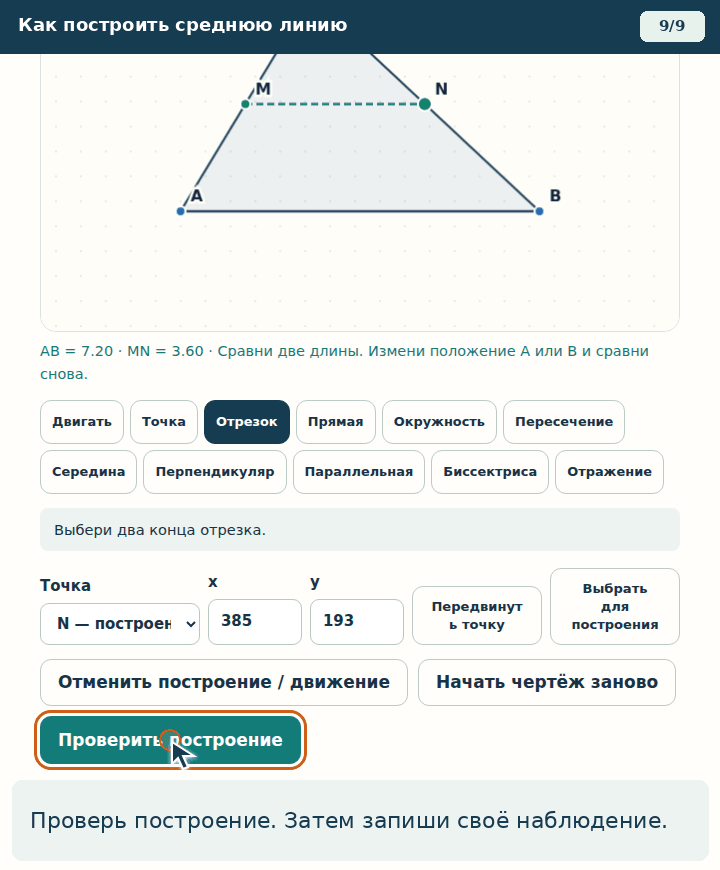 Как построить среднюю линию
9/9
M
N
A
B
AB = 7.20 · MN = 3.60 · Сравни две длины. Измени положение A или B и сравни
снова.
Двигать
Точка
Отрезок
Прямая
Окружность
Пересечение
Середина
Перпендикуляр
Параллельная
Биссектриса
Отражение
Выбери два конца отрезка.
Точка
x
y
N — построен
385
193
Передвинут
ь точку
Выбрать
для
построения
Отменить построение / движение
Начать чертёж заново
Проверить построение
Проверь построение. Затем запиши своё наблюдение.